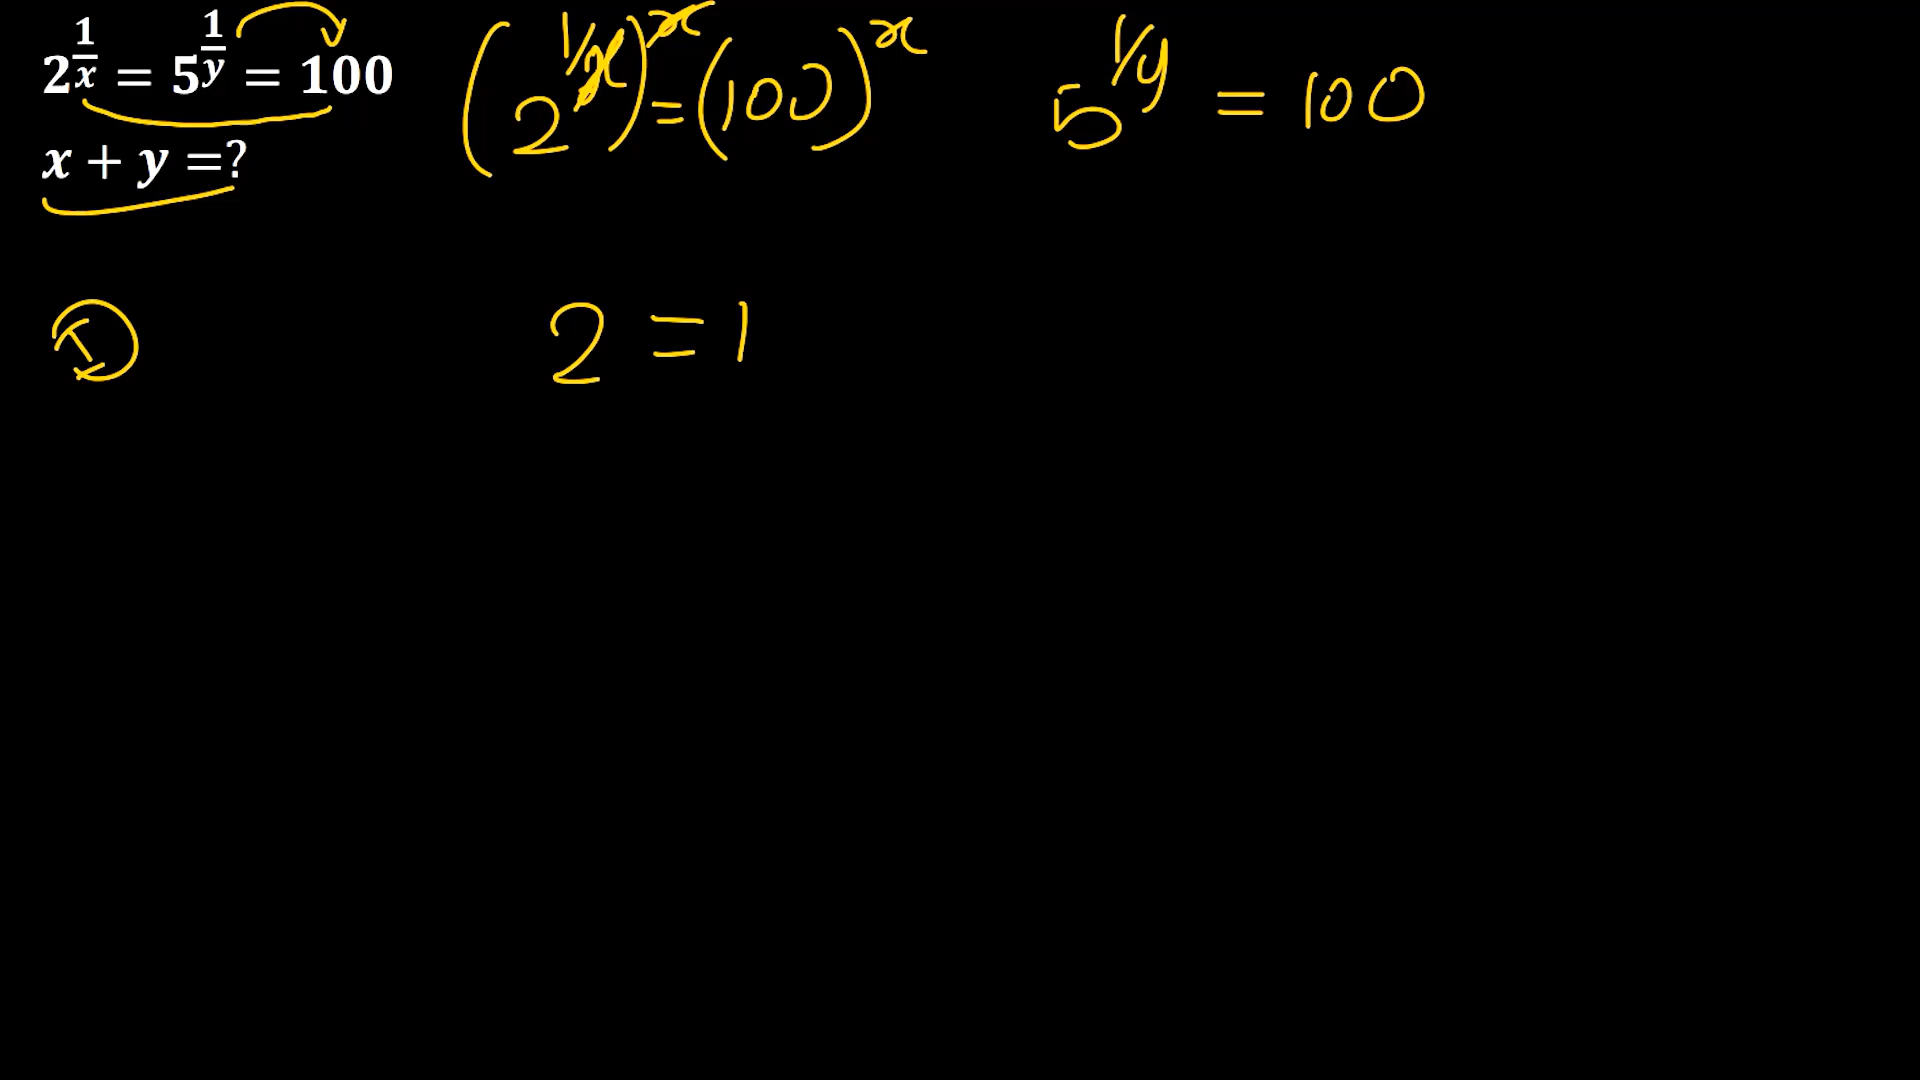 2^(1/x) = 5^(1/y) = 100
x + y =?
(2^(1/x))^x = (100)^x
5^(1/y) = 100
I
2 = 1